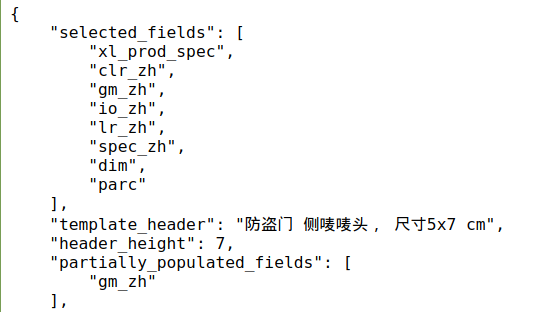 {
"selected_fields": [
"xl_prod_spec",
"clr_zh",
"gm_zh",
"io_zh",
"lr_zh",
"spec_zh",
"dim",
"parc"
],
"template_header": "防盗门 侧唛唛头， 尺寸5x7 cm",
"header_height": 7,
"partially_populated_fields": [
"gm_zh"
],